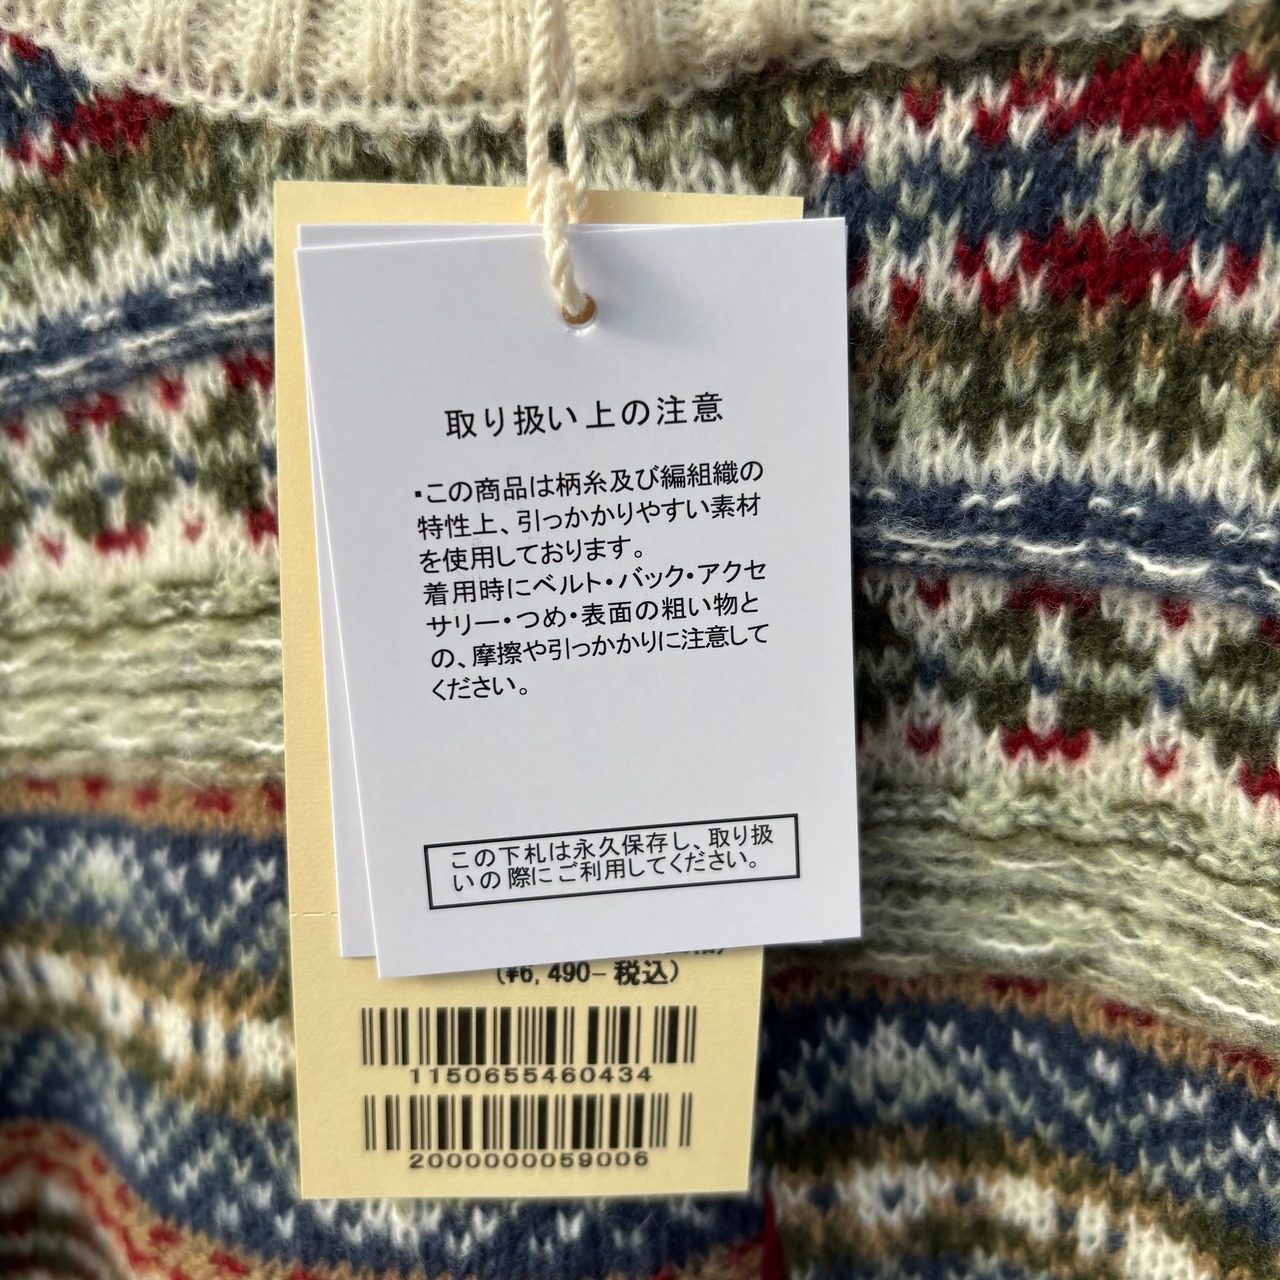 取り扱い上の注意
▪この商品は柄糸及び編組織の
特性上、引っかかりやすい素材
を使用しております。
着用時にベルト・バック・アクセ
サリー・つめ・表面の粗い物と
の、摩擦や引っかかりに注意して
ください。
この下札は永久保存し、取り扱
いの際にご利用してください。
(¥6,490-税込)
1150655460434
2000000059006